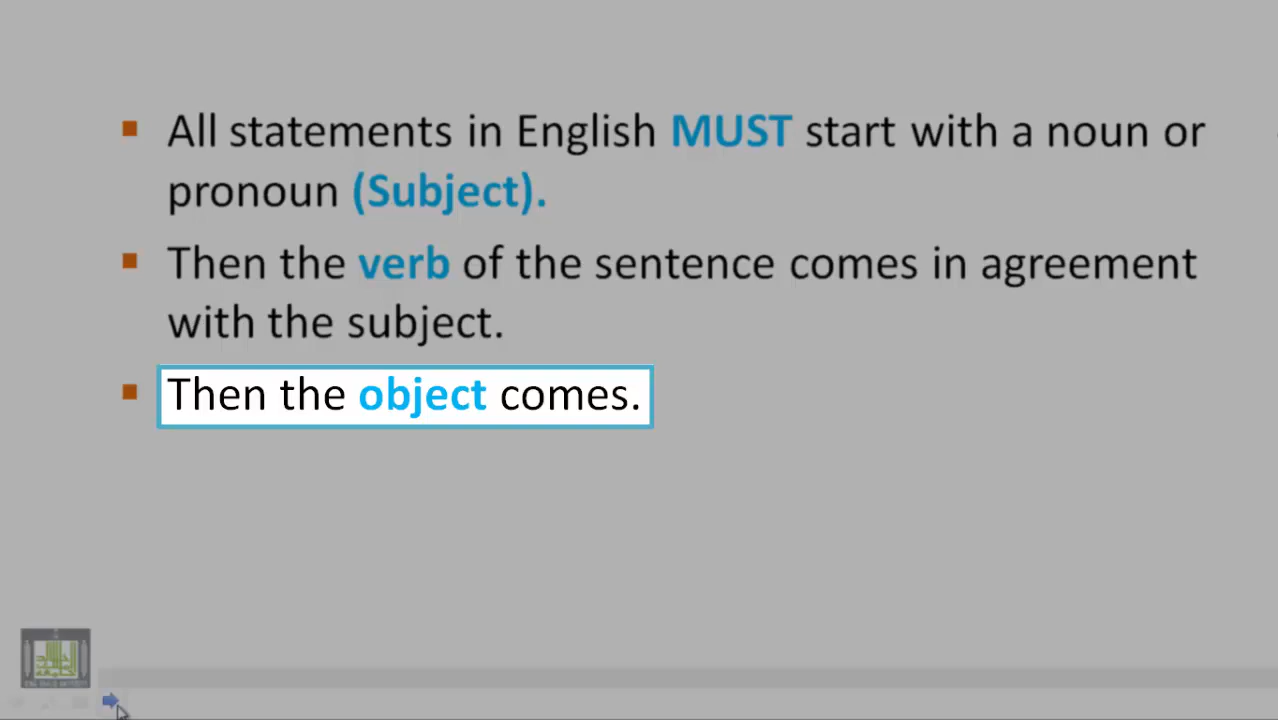 All statements in English MUST start with a noun or
pronoun (Subject).
Then the verb of the sentence comes in agreement
with the subject.
Then the object comes.